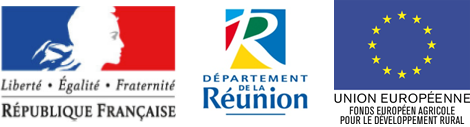 Liberté • Égalité • Fraternité
RÉPUBLIQUE FRANÇAISE
R
DÉPARTEMENT
DE LA
Réunion
UNION EUROPÉENNE
FONDS EUROPÉEN AGRICOLE
POUR LE DÉVELOPPEMENT RURAL